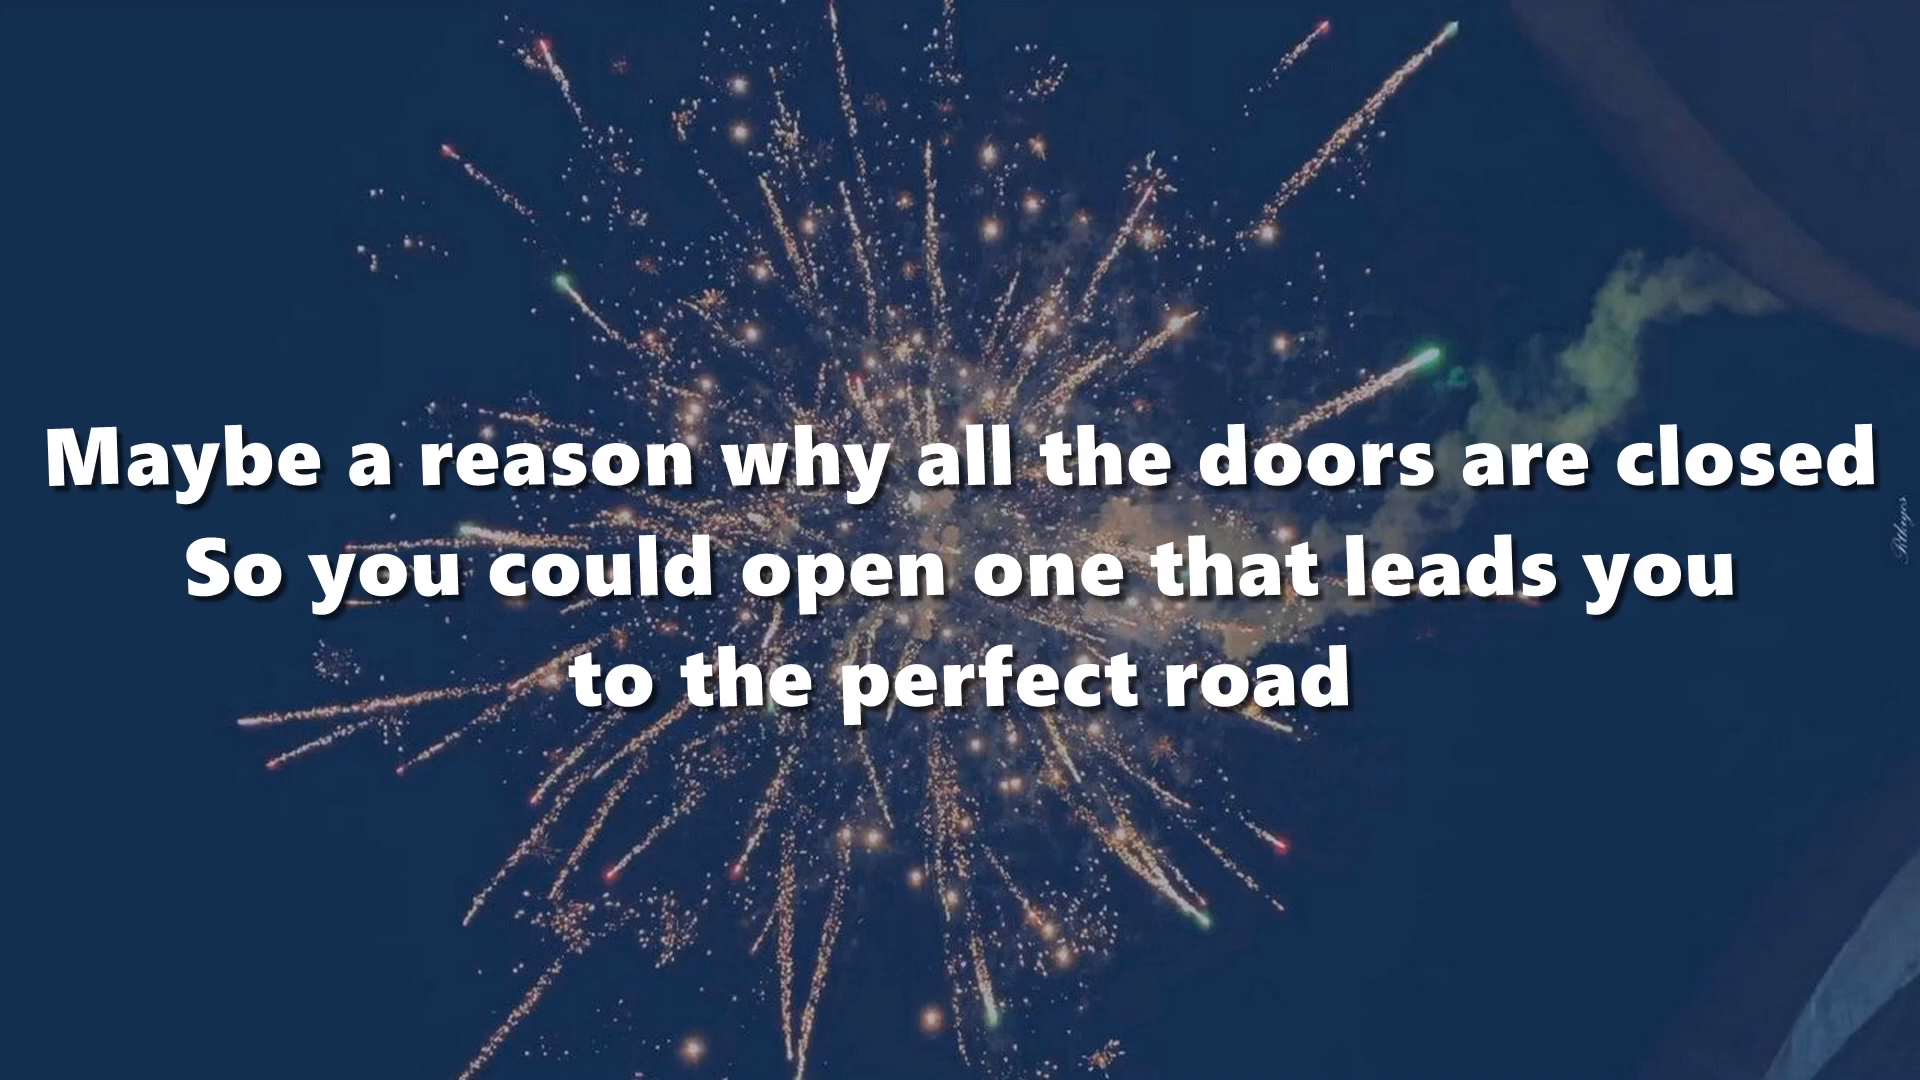 Maybe a reason why all the doors are closed
So you could open one that leads you
to the perfect road